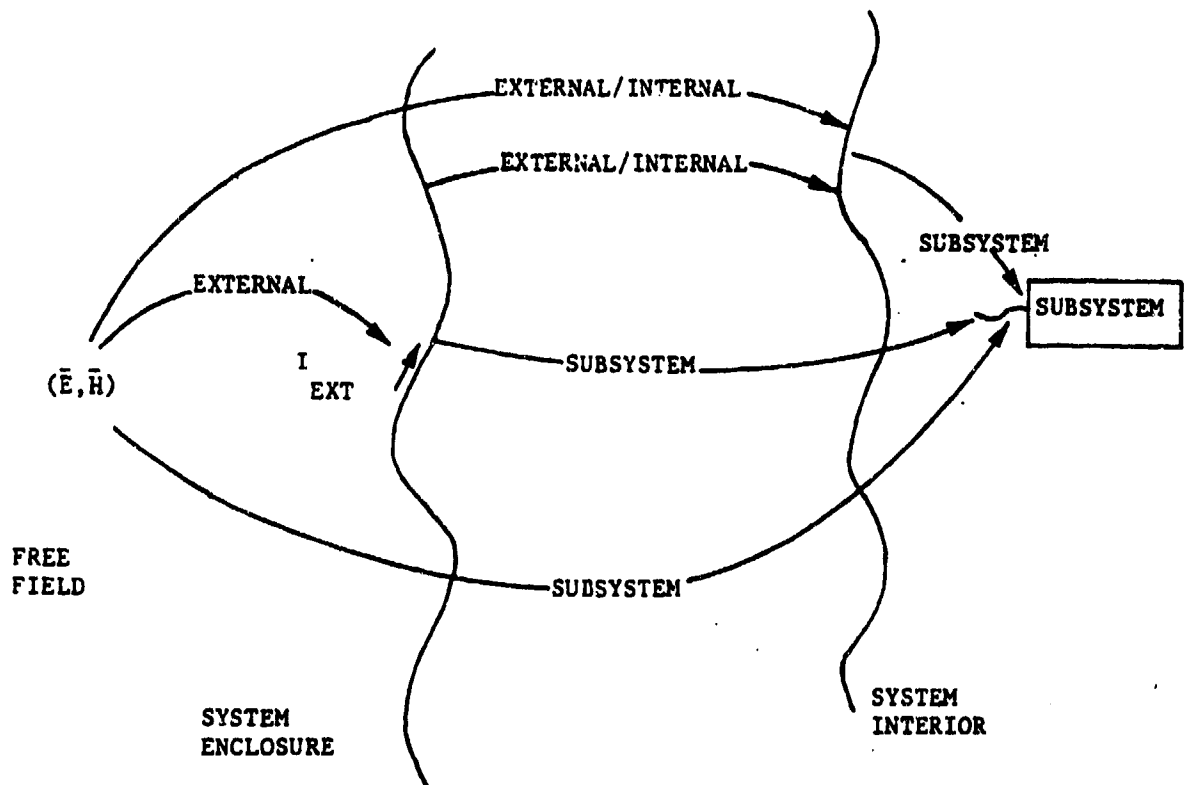 EXTERNAL/INTERNAL
EXTERNAL/INTERNAL
SUBSYSTEM
EXTERNAL
SUBSYSTEM
I
EXT
SUBSYSTEM
(Ē,H̄)
FREE
FIELD
SUBSYSTEM
SYSTEM
INTERIOR
SYSTEM
ENCLOSURE